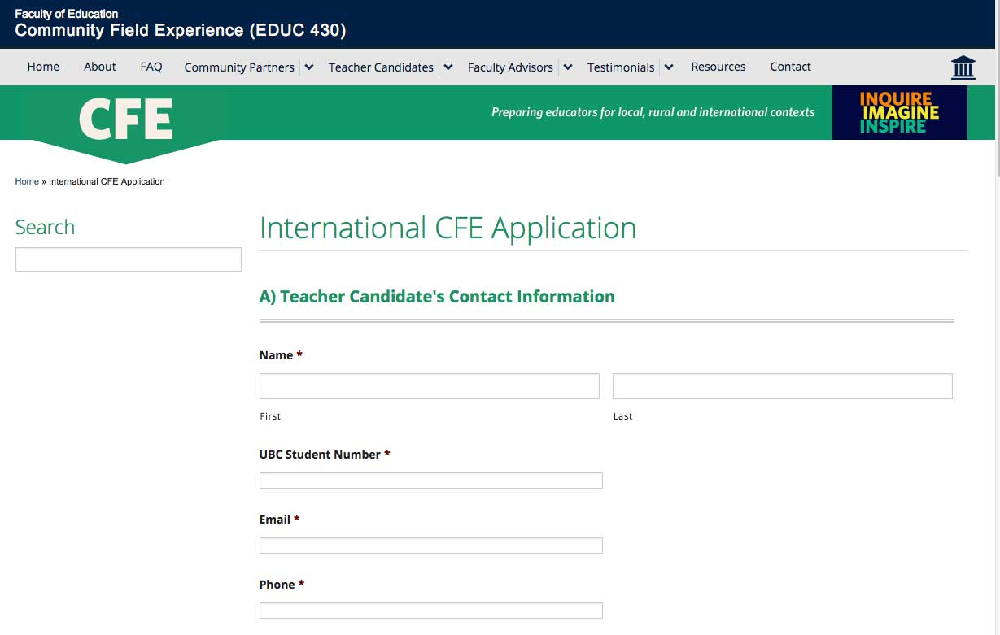 Faculty of Education
Community Field Experience (EDUC 430)
Home About FAQ Community Partners Teacher Candidates Faculty Advisors Testimonials Resources Contact
CFE
Preparing educators for local, rural and international contexts
INQUIRE
IMAGINE
INSPIRE
Home » International CFE Application
Search
International CFE Application
A) Teacher Candidate's Contact Information
Name *
First Last
UBC Student Number *
Email *
Phone *